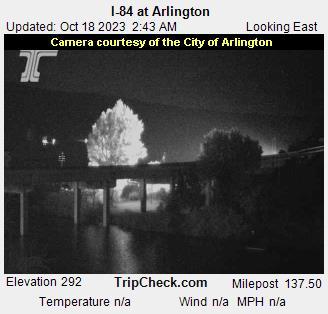 I-84 at Arlington
Updated: Oct 18 2023 2:43 AM Looking East
Camera courtesy of the City of Arlington
Elevation 292 TripCheck.com Milepost 137.50
Temperature n/a Wind n/a MPH n/a